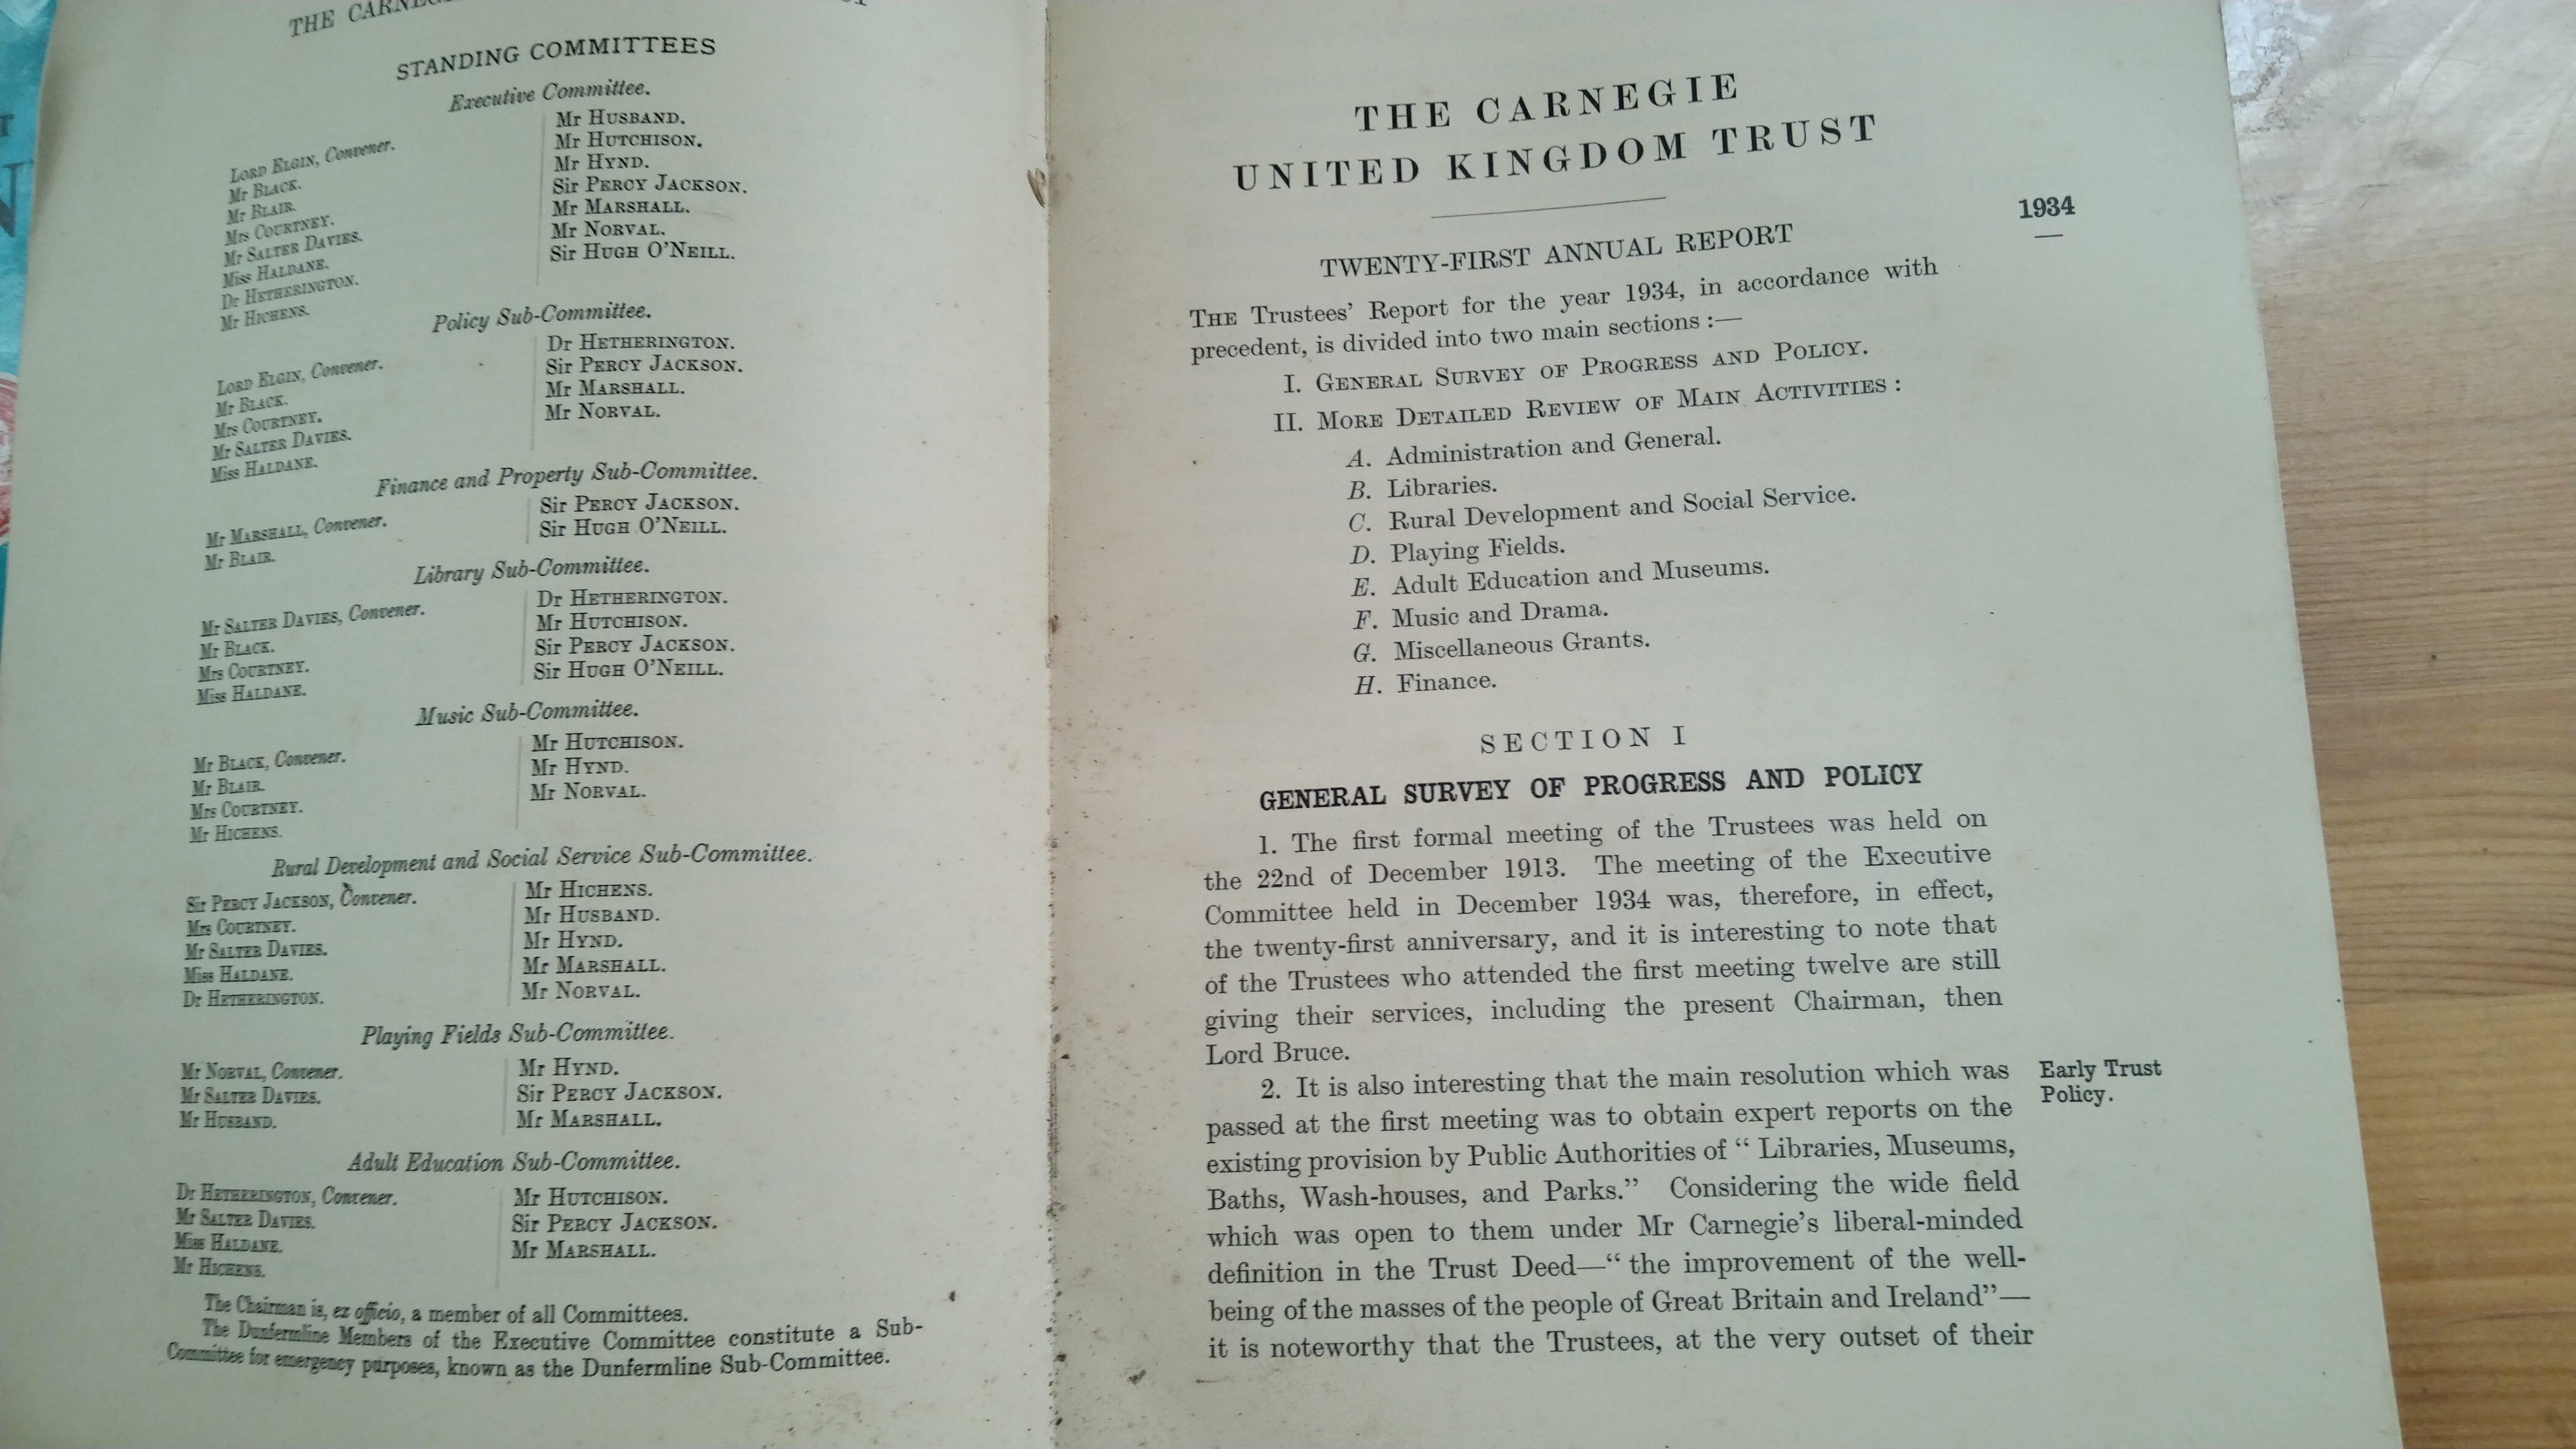 THE
STANDING COMMITTEES
Executive Committee.
LORD ELGIN, Convener.
Mr BLACK.
Mr BLAIR.
Mrs COURTNEY.
Mr SALTER DAVIES.
Miss HALDANE.
Dr HETHERINGTON.
Mr HICHENS.
Mr HUSBAND.
Mr HUTCHISON.
Mr HYND.
Sir PERCY JACKSON.
Mr MARSHALL.
Mr NORVAL.
Sir HUGH O'NEILL.
Policy Sub-Committee.
LORD ELGIN, Convener.
Mr BLACK.
Mrs COURTNEY.
Mr SALTER DAVIES.
Miss HALDANE.
Dr HETHERINGTON.
Sir PERCY JACKSON.
Mr MARSHALL.
Mr NORVAL.
Finance and Property Sub-Committee.
Mr MARSHALL, Convener.
Mr BLAIR.
Sir PERCY JACKSON.
Sir HUGH O'NEILL.
Library Sub-Committee.
Mr SALTER DAVIES, Convener.
Mr BLACK.
Mrs COURTNEY.
Miss HALDANE.
Dr HETHERINGTON.
Mr HUTCHISON.
Sir PERCY JACKSON.
Sir HUGH O'NEILL.
Music Sub-Committee.
Mr BLACK, Convener.
Mr BLAIR.
Mrs COURTNEY.
Mr HICHENS.
Mr HUTCHISON.
Mr HYND.
Mr NORVAL.
Rural Development and Social Service Sub-Committee.
Sir PERCY JACKSON, Convener.
Mrs COURTNEY.
Mr SALTER DAVIES.
Miss HALDANE.
Dr HETHERINGTON.
Mr HICHENS.
Mr HUSBAND.
Mr HYND.
Mr MARSHALL.
Mr NORVAL.
Playing Fields Sub-Committee.
Mr NORVAL, Convener.
Mr SALTER DAVIES.
Mr HUSBAND.
Mr HYND.
Sir PERCY JACKSON.
Mr MARSHALL.
Adult Education Sub-Committee.
Dr HETHERINGTON, Convener.
Mr SALTER DAVIES.
Miss HALDANE.
Mr HICHENS.
Mr HUTCHISON.
Sir PERCY JACKSON.
Mr MARSHALL.
The Chairman is, ex officio, a member of all Committees.
The Dunfermline Members of the Executive Committee constitute a Sub-
Committee for emergency purposes, known as the Dunfermline Sub-Committee.
THE CARNEGIE
UNITED KINGDOM TRUST
1934
TWENTY-FIRST ANNUAL REPORT
THE Trustees' Report for the year 1934, in accordance with
precedent, is divided into two main sections :—
I. GENERAL SURVEY OF PROGRESS AND POLICY.
II. MORE DETAILED REVIEW OF MAIN ACTIVITIES :
A. Administration and General.
B. Libraries.
C. Rural Development and Social Service.
D. Playing Fields.
E. Adult Education and Museums.
F. Music and Drama.
G. Miscellaneous Grants.
H. Finance.
SECTION I
GENERAL SURVEY OF PROGRESS AND POLICY
1. The first formal meeting of the Trustees was held on
the 22nd of December 1913. The meeting of the Executive
Committee held in December 1934 was, therefore, in effect,
the twenty-first anniversary, and it is interesting to note that
of the Trustees who attended the first meeting twelve are still
giving their services, including the present Chairman, then
Lord Bruce.
2. It is also interesting that the main resolution which was
passed at the first meeting was to obtain expert reports on the
existing provision by Public Authorities of “ Libraries, Museums,
Baths, Wash-houses, and Parks.” Considering the wide field
which was open to them under Mr Carnegie's liberal-minded
definition in the Trust Deed—“ the improvement of the well-
being of the masses of the people of Great Britain and Ireland”—
it is noteworthy that the Trustees, at the very outset of their
Early Trust
Policy.